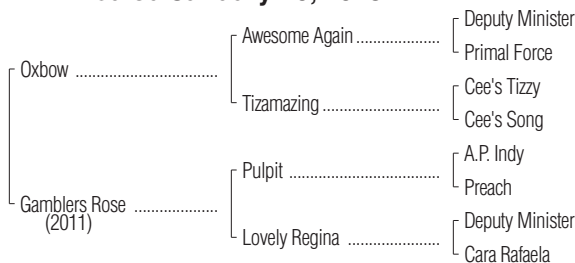 Deputy Minister
Awesome Again ....................
Primal Force
Oxbow ..................................
Cee's Tizzy
Tizamazing ............................
Cee's Song
A.P. Indy
Pulpit ....................................
Preach
Gamblers Rose ....................
(2011)
Deputy Minister
Lovely Regina ......................
Cara Rafaela